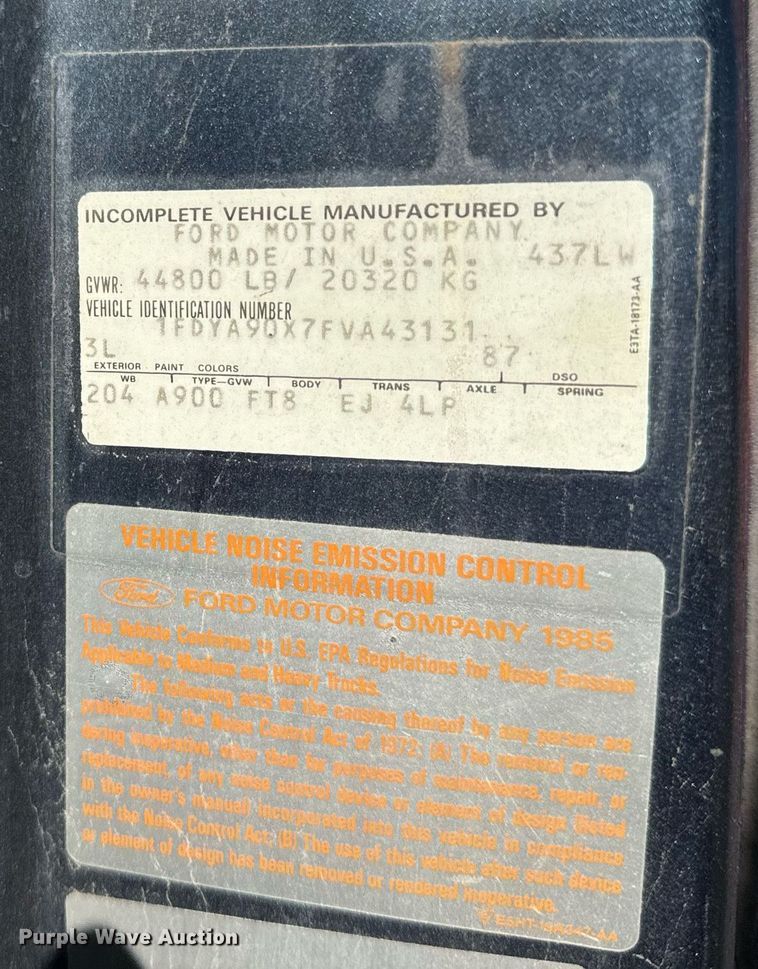 INCOMPLETE VEHICLE MANUFACTURED BY
FORD MOTOR COMPANY
MADE IN U.S.A. 437LW
GVWR: 44800 LB/ 20320 KG
VEHICLE IDENTIFICATION NUMBER
1FDYA90X7FVA43131
3L 87
EXTERIOR PAINT COLORS DSO
WB TYPE-GVW BODY TRANS AXLE SPRING
204 A900 FT8 EJ 4LP
E3TA-18173-AA
VEHICLE NOISE EMISSION CONTROL
INFORMATION
Ford FORD MOTOR COMPANY 1985
This Vehicle Conforms to U.S. EPA Regulations for Noise Emission
Applicable to Medium and Heavy Trucks.
The following acts or the causing thereof by any person are
prohibited by the Noise Control Act of 1972: (A) The removal or ren-
dering inoperative, other than for purposes of maintenance, repair, or
replacement, of any noise control device or element of design (listed
in the owner's manual) incorporated into this vehicle in compliance
with the Noise Control Act; (B) The use of this vehicle after such device
or element of design has been removed or rendered inoperative.
Purple Wave Auction